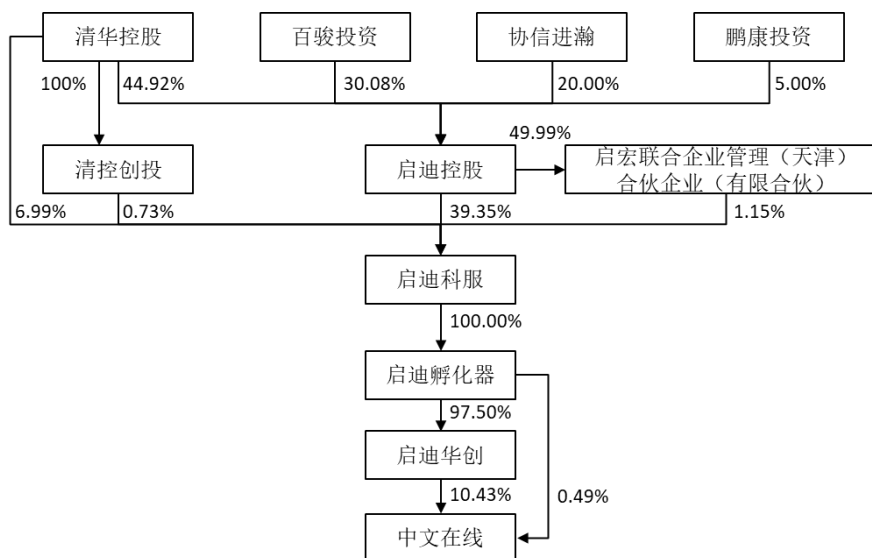 清华控股
百骏投资
协信进瀚
鹏康投资
100%
44.92%
30.08%
20.00%
5.00%
49.99%
清控创投
启迪控股
启宏联合企业管理（天津）
合伙企业（有限合伙）
6.99%
0.73%
39.35%
1.15%
启迪科服
100.00%
启迪孵化器
97.50%
启迪华创
10.43%
0.49%
中文在线